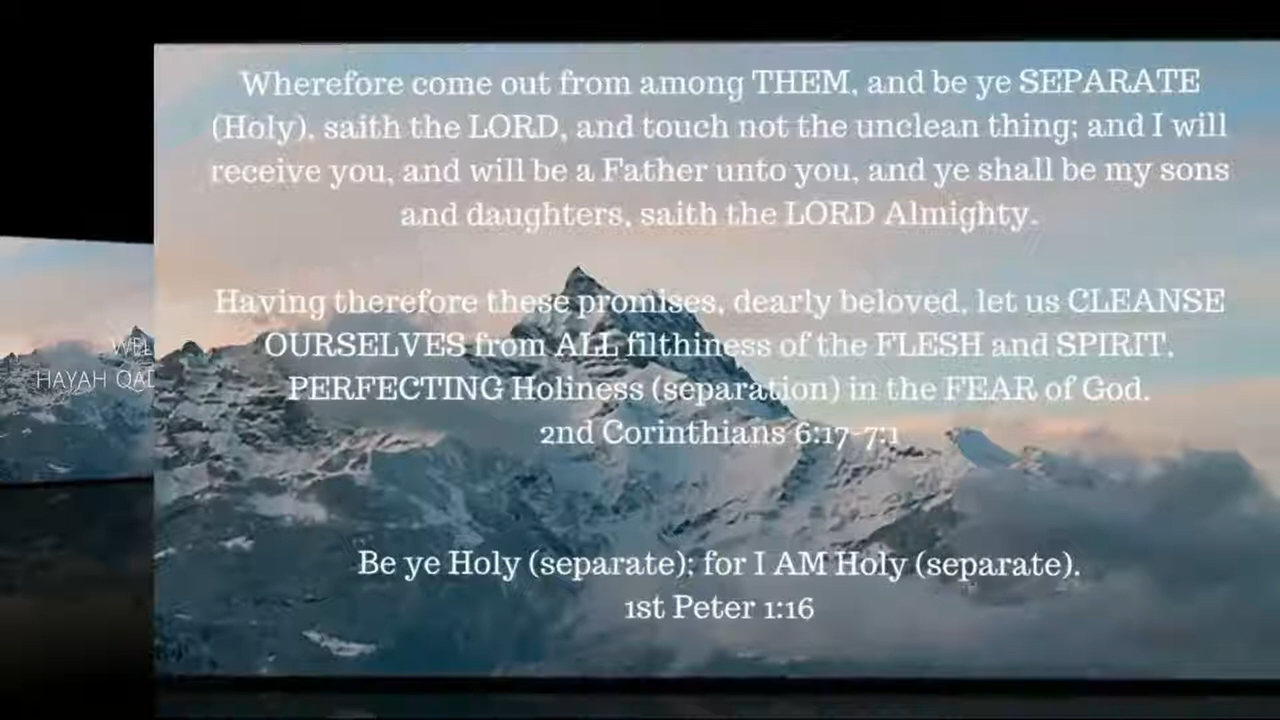 Wherefore come out from among THEM, and be ye SEPARATE
(Holy), saith the LORD, and touch not the unclean thing; and I will
receive you, and will be a Father unto you, and ye shall be my sons
and daughters, saith the LORD Almighty.
Having therefore these promises, dearly beloved, let us CLEANSE
OURSELVES from ALL filthiness of the FLESH and SPIRIT,
PERFECTING Holiness (separation) in the FEAR of God.
2nd Corinthians 6:17-7:1
Be ye Holy (separate); for I AM Holy (separate).
1st Peter 1:16
HAYAH